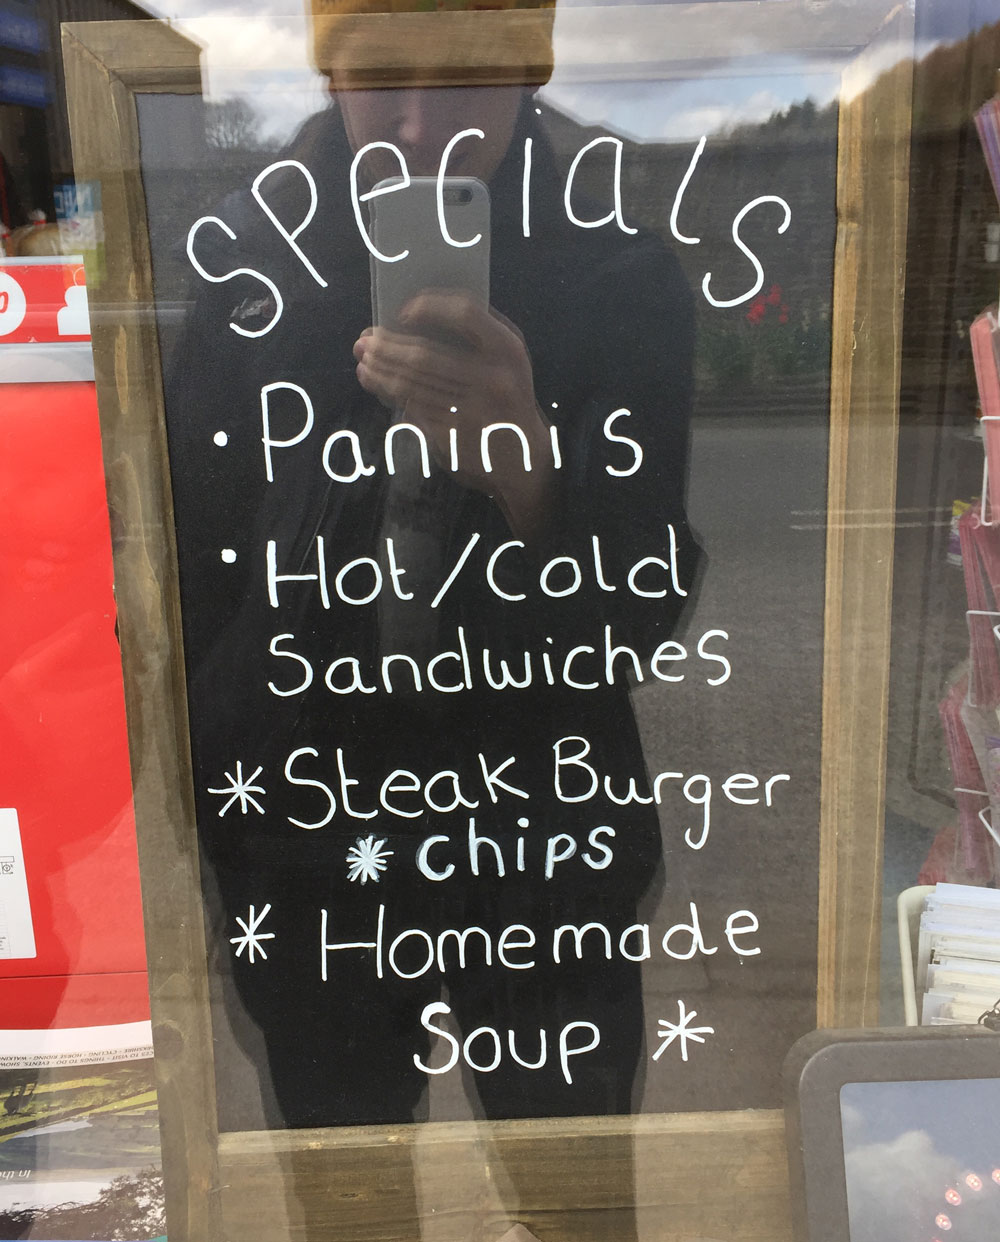 Specials
· Paninis
· Hot/Cold
Sandwiches
* Steak Burger
* chips
* Homemade
Soup *